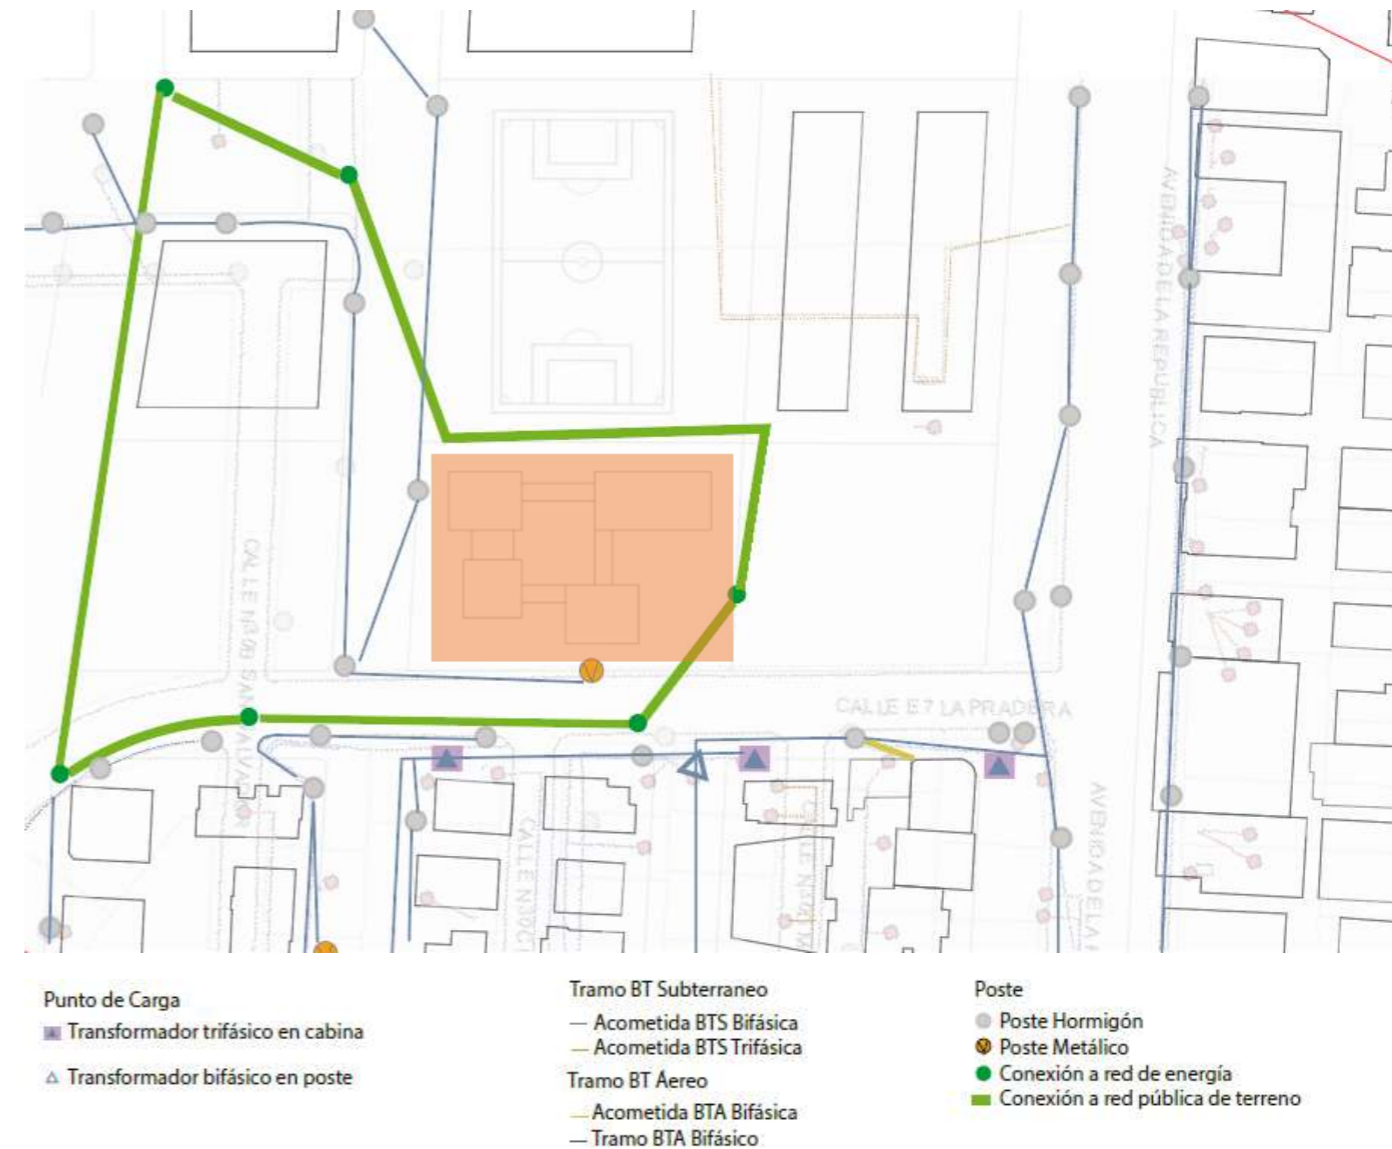 AVENIDA DE LA REPUBLICA
CALLE E7 LA PRADERA
Punto de Carga
Transformador trifásico en cabina
Transformador bifásico en poste
Tramo BT Subterraneo
Acometida BTS Bifásica
Acometida BTS Trifásica
Tramo BT Aereo
Acometida BTA Bifásica
Tramo BTA Bifásico
Poste
Poste Hormigón
Poste Metálico
Conexión a red de energía
Conexión a red pública de terreno